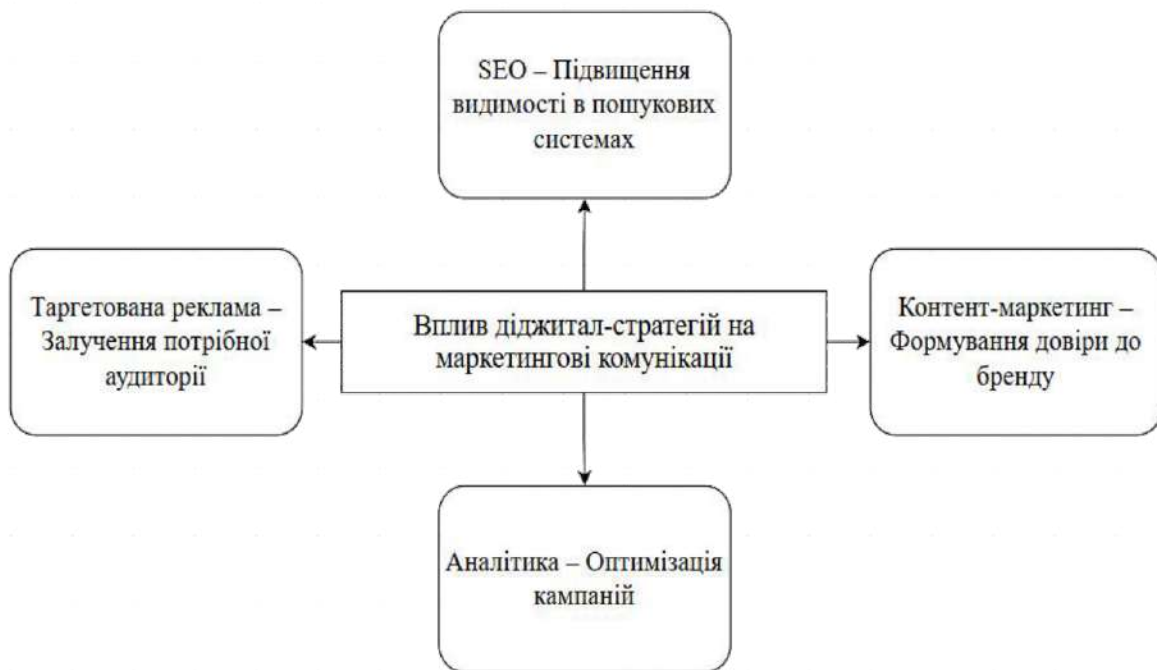 SEO – Підвищення
видимості в пошукових
системах
Таргетована реклама –
Залучення потрібної
аудиторії
Вплив діджитал-стратегій на
маркетингові комунікації
Контент-маркетинг –
Формування довіри до
бренду
Аналітика – Оптимізація
кампаній